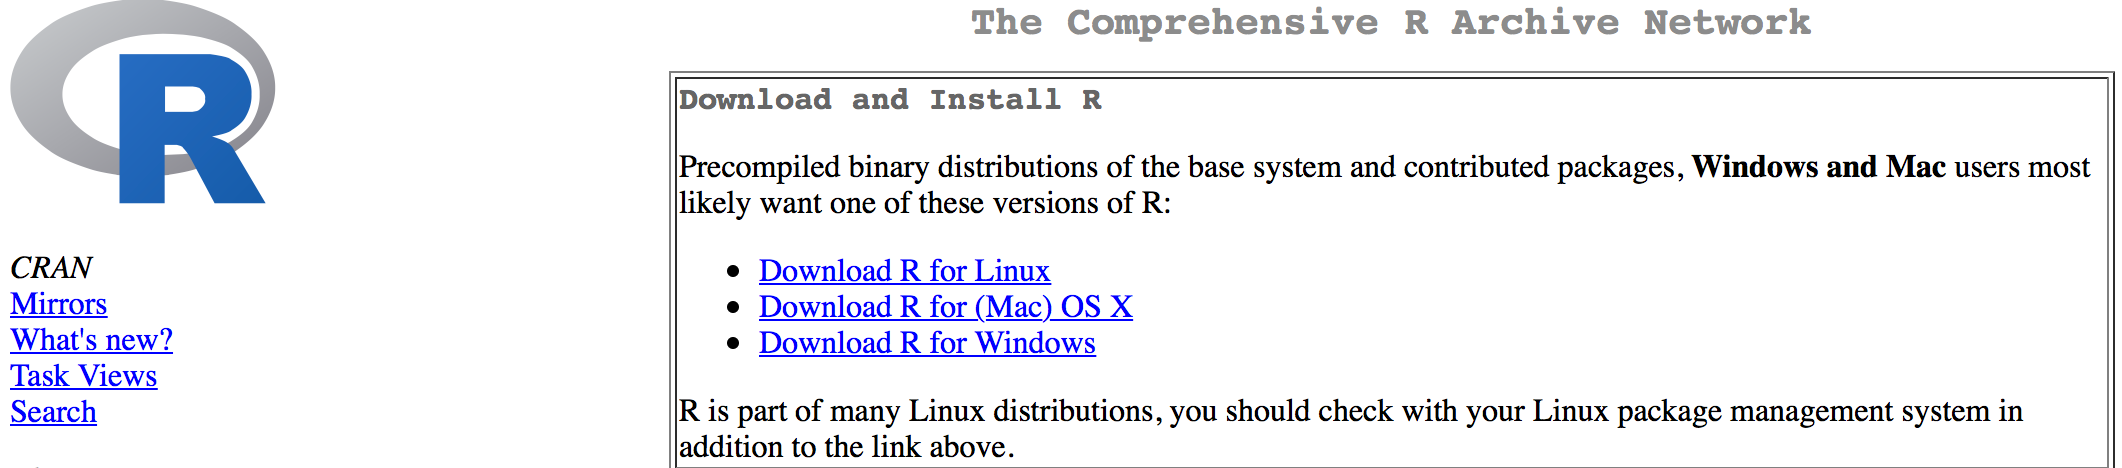 R
The Comprehensive R Archive Network
CRAN
Mirrors
What's new?
Task Views
Search
Download and Install R
Precompiled binary distributions of the base system and contributed packages, Windows and Mac users most
likely want one of these versions of R:
• Download R for Linux
• Download R for (Mac) OS X
• Download R for Windows
R is part of many Linux distributions, you should check with your Linux package management system in
addition to the link above.